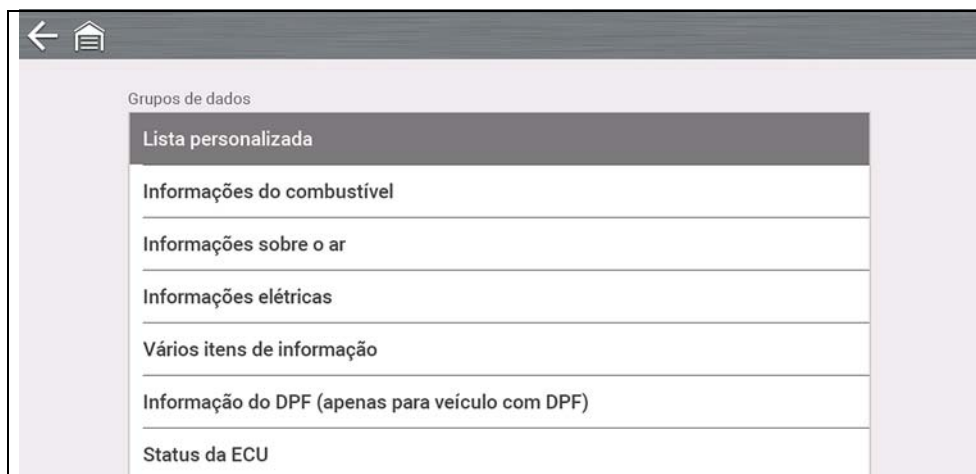 Grupos de dados
Lista personalizada
Informações do combustível
Informações sobre o ar
Informações elétricas
Vários itens de informação
Informação do DPF (apenas para veículo com DPF)
Status da ECU